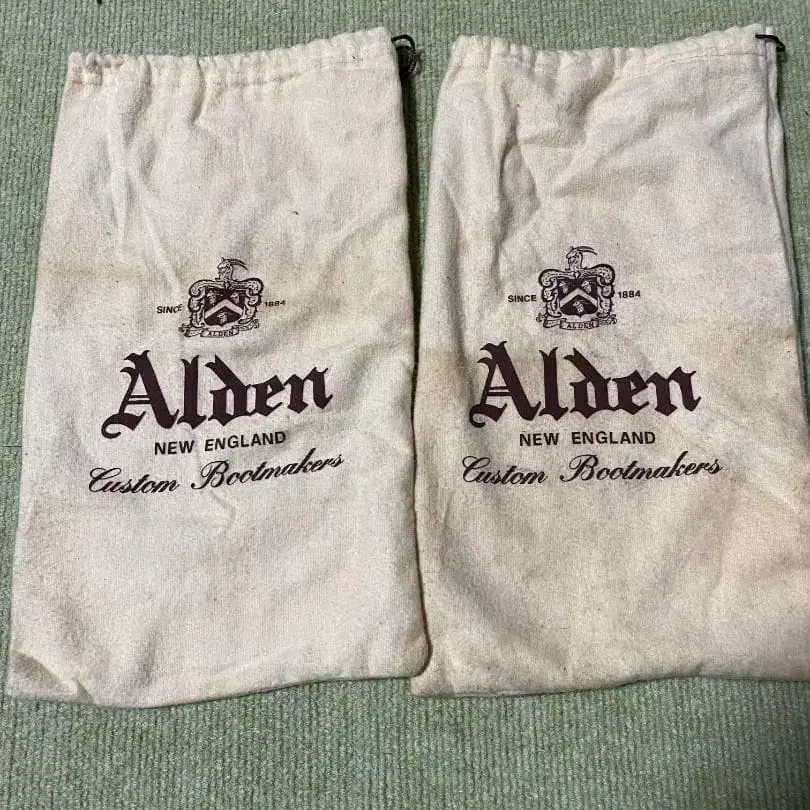 SINCE 1884
ALDEN
Alden
NEW ENGLAND
Custom Bootmakers
SINCE 1884
ALDEN
Alden
NEW ENGLAND
Custom Bootmakers